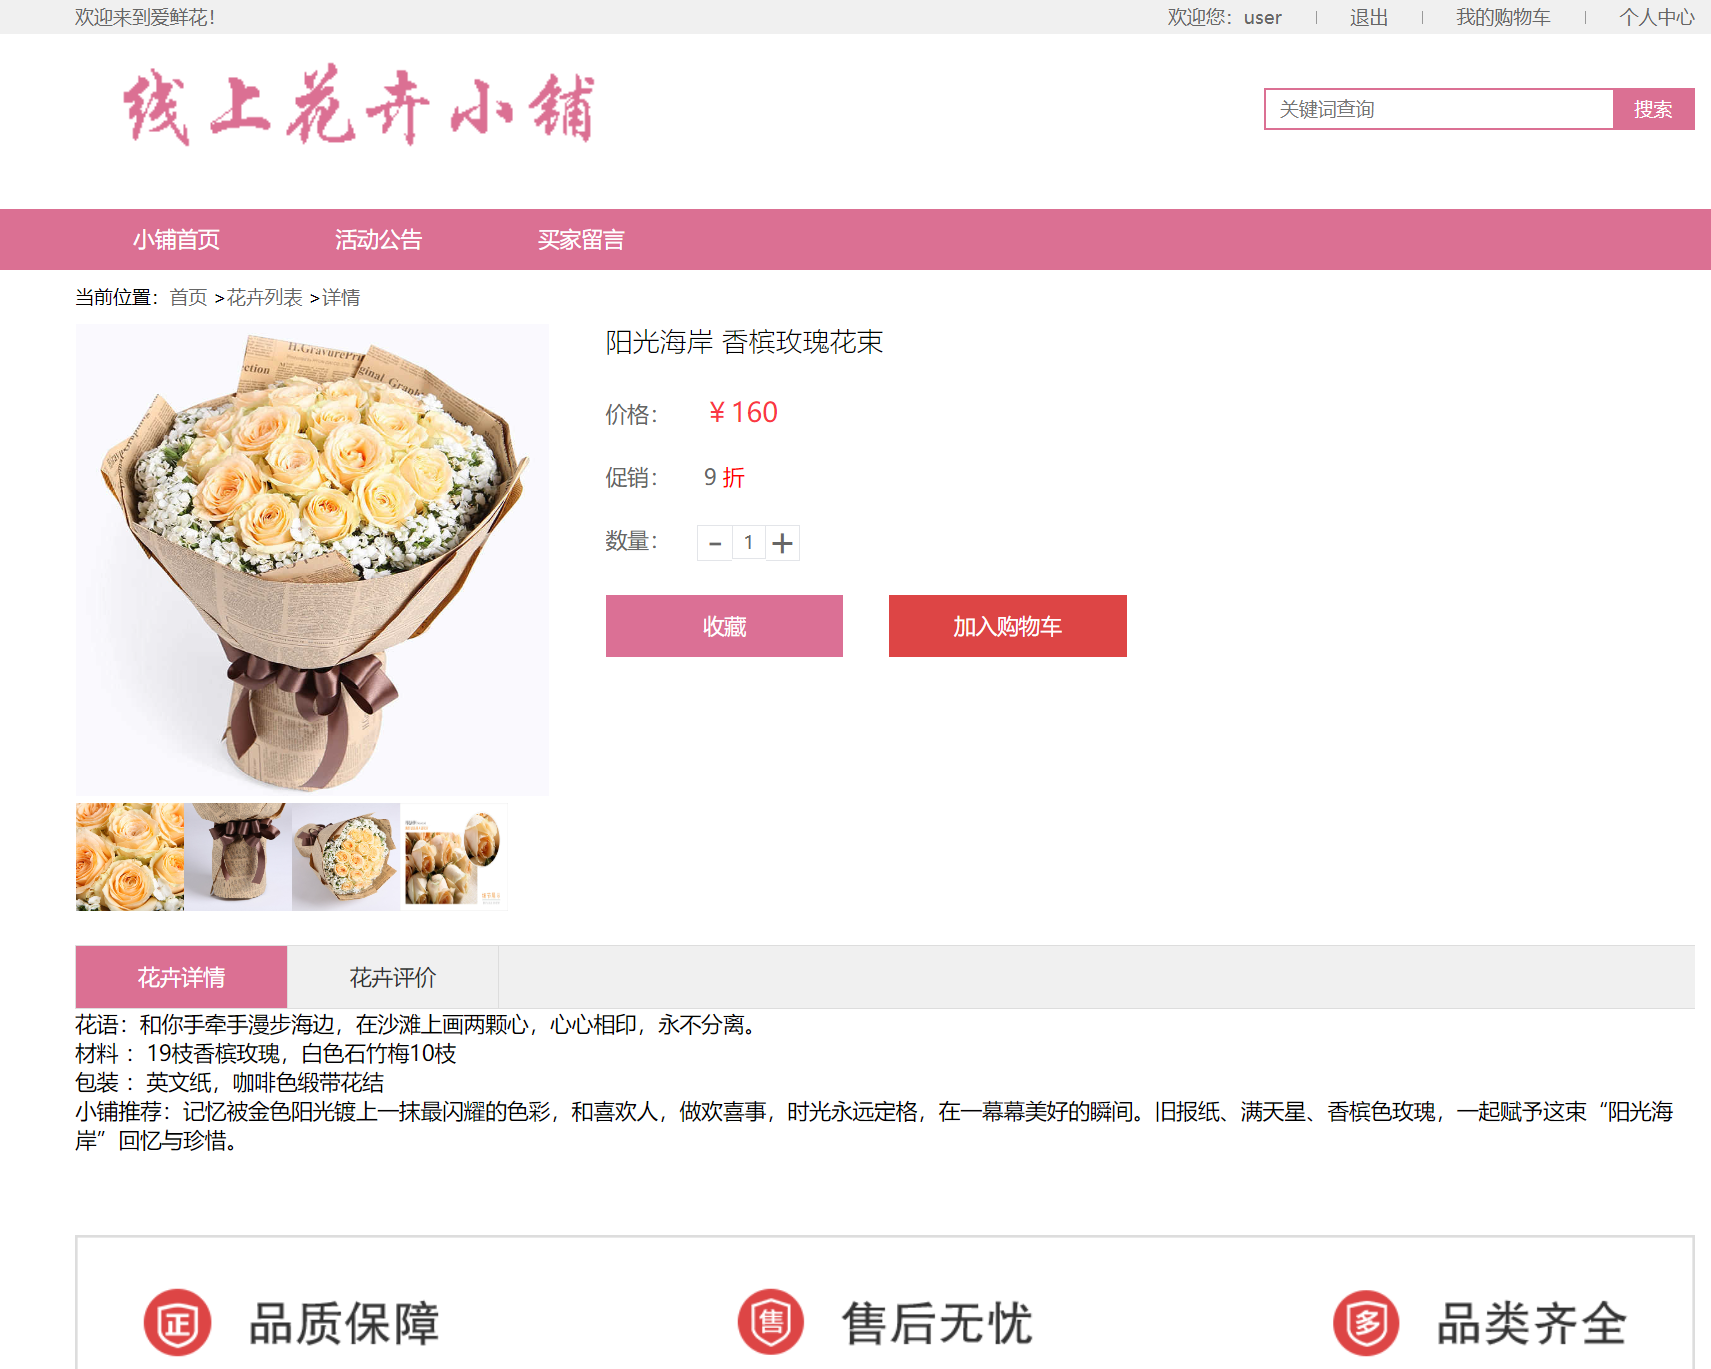 欢迎来到爱鲜花!
欢迎您：user
退出
我的购物车
个人中心
线上花卉小铺
关键词查询
搜索
小铺首页
活动公告
买家留言
当前位置：首页 >花卉列表 >详情
H.GravurePri
ction
ginal Graph
阳光海岸 香槟玫瑰花束
价格：
￥160
促销：
9 折
数量：
- 1 +
收藏
加入购物车
花卉详情
花卉评价
花语：和你手牵手漫步海边，在沙滩上画两颗心，心心相印，永不分离。
材料 ：19枝香槟玫瑰，白色石竹梅10枝
包装 ：英文纸，咖啡色缎带花结
小铺推荐：记忆被金色阳光镀上一抹最闪耀的色彩，和喜欢人，做欢喜事，时光永远定格，在一幕幕美好的瞬间。旧报纸、满天星、香槟色玫瑰，一起赋予这束“阳光海
岸”回忆与珍惜。
正 品质保障
售 售后无忧
多 品类齐全